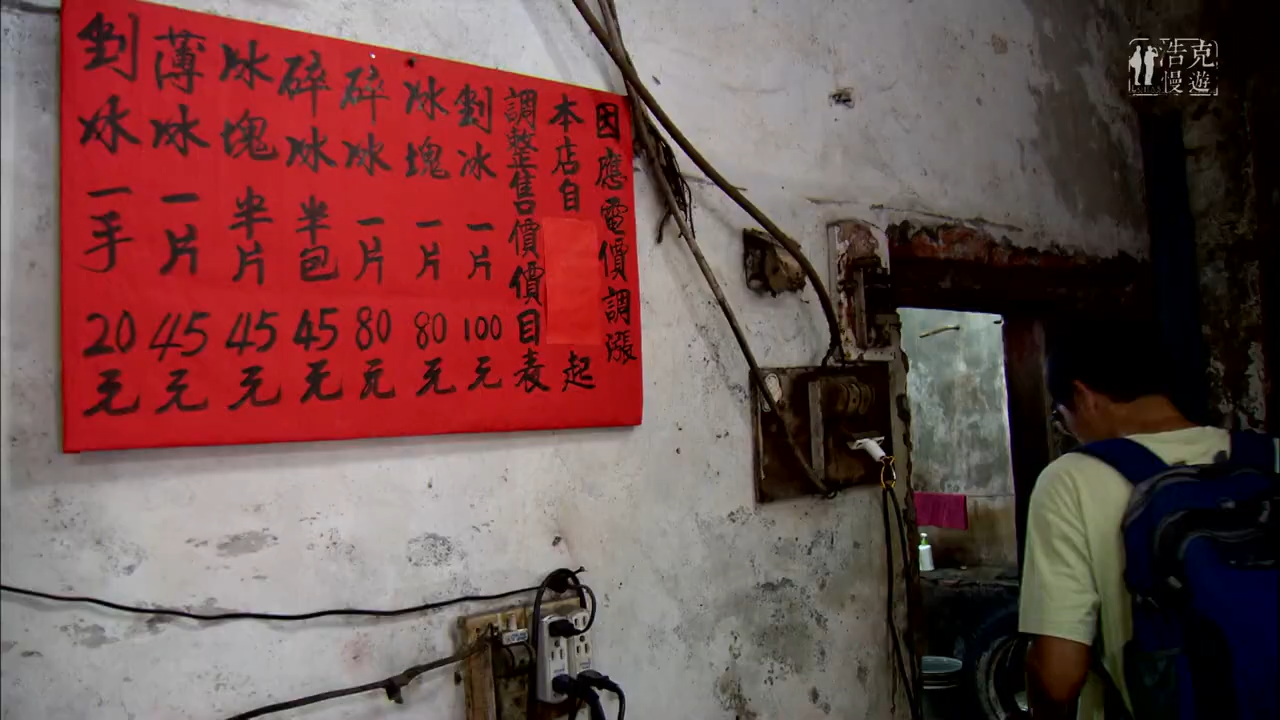 因應電價調漲
本店自 起
調整售價價目表
剉冰一片100元
冰塊一片80元
碎冰一片80元
碎冰半包45元
冰塊半片45元
薄冰一片45元
剉冰一手20元
浩克
慢遊